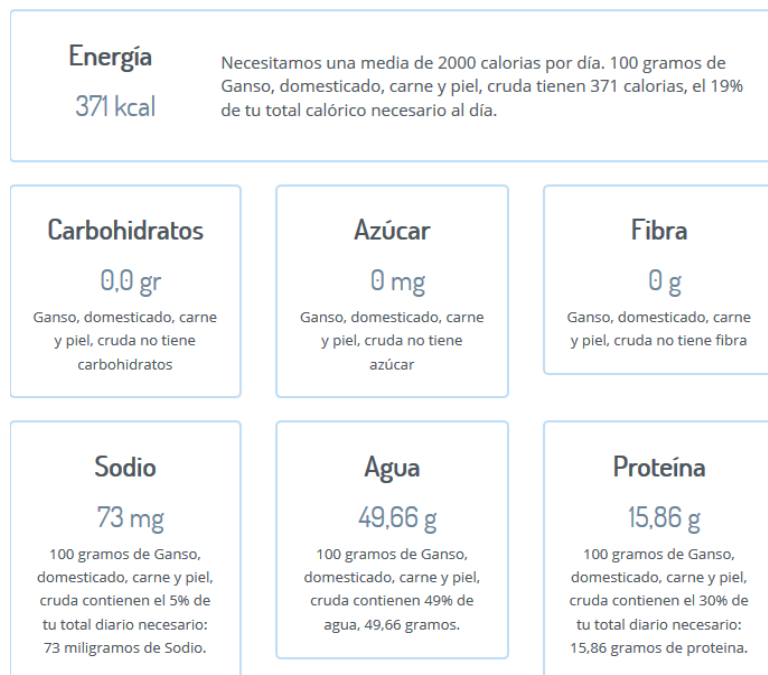 Energía
371 kcal
Necesitamos una media de 2000 calorias por día. 100 gramos de
Ganso, domesticado, carne y piel, cruda tienen 371 calorias, el 19%
de tu total calórico necesario al día.
Carbohidratos
0,0 gr
Ganso, domesticado, carne
y piel, cruda no tiene
carbohidratos
Azúcar
0 mg
Ganso, domesticado, carne
y piel, cruda no tiene
azúcar
Fibra
0 g
Ganso, domesticado, carne
y piel, cruda no tiene fibra
Sodio
73 mg
100 gramos de Ganso,
domesticado, carne y piel,
cruda contienen el 5% de
tu total diario necesario:
73 miligramos de Sodio.
Agua
49,66 g
100 gramos de Ganso,
domesticado, carne y piel,
cruda contienen 49% de
agua, 49,66 gramos.
Proteína
15,86 g
100 gramos de Ganso,
domesticado, carne y piel,
cruda contienen el 30% de
tu total diario necesario:
15,86 gramos de proteina.